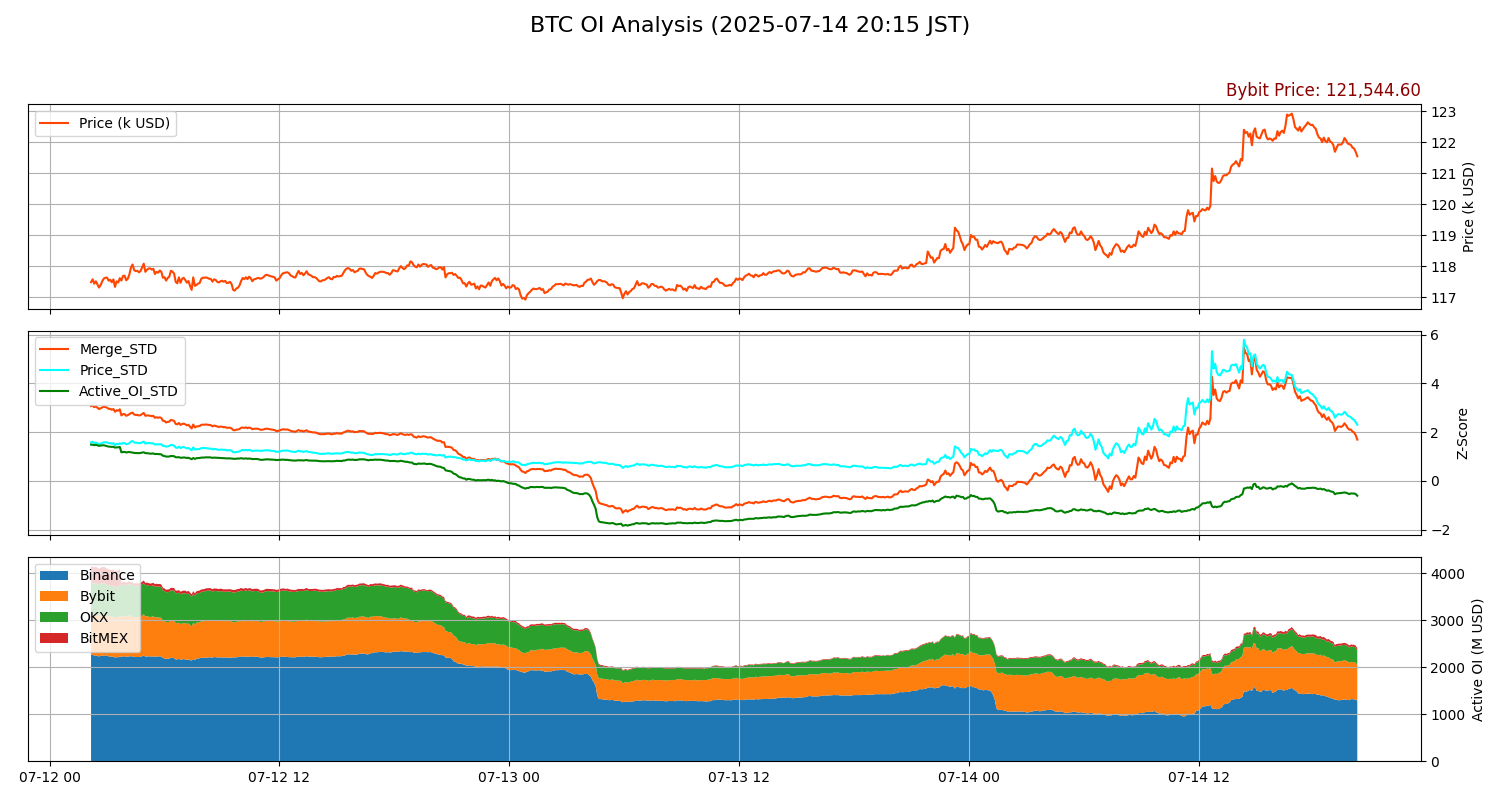 BTC OI Analysis (2025-07-14 20:15 JST)
Bybit Price: 121,544.60
Price (k USD)
123
122
121
120
119
118
117
Price (k USD)
Merge_STD
Price_STD
Active_OI_STD
6
4
2
0
−2
Z-Score
Binance
Bybit
OKX
BitMEX
4000
3000
2000
1000
0
Active OI (M USD)
07-12 00
07-12 12
07-13 00
07-13 12
07-14 00
07-14 12